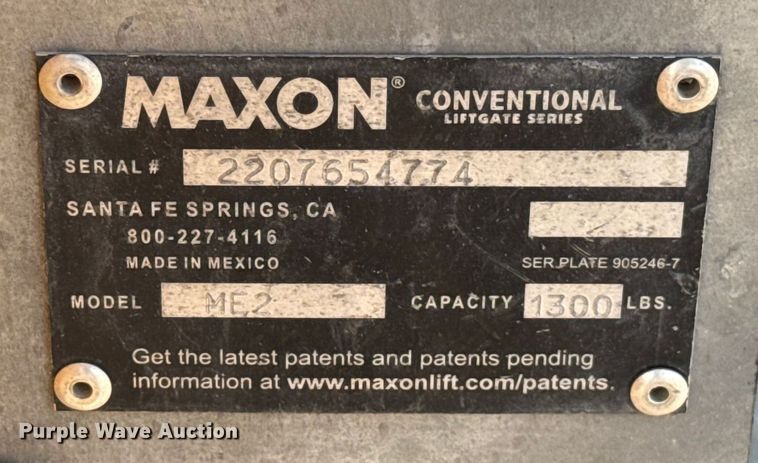 MAXON® CONVENTIONAL
LIFTGATE SERIES
SERIAL # 2207654774
SANTA FE SPRINGS, CA
800-227-4116
MADE IN MEXICO
SER PLATE 905246-7
MODEL ME2 CAPACITY 1300 LBS.
Get the latest patents and patents pending
information at www.maxonlift.com/patents.
Purple Wave Auction